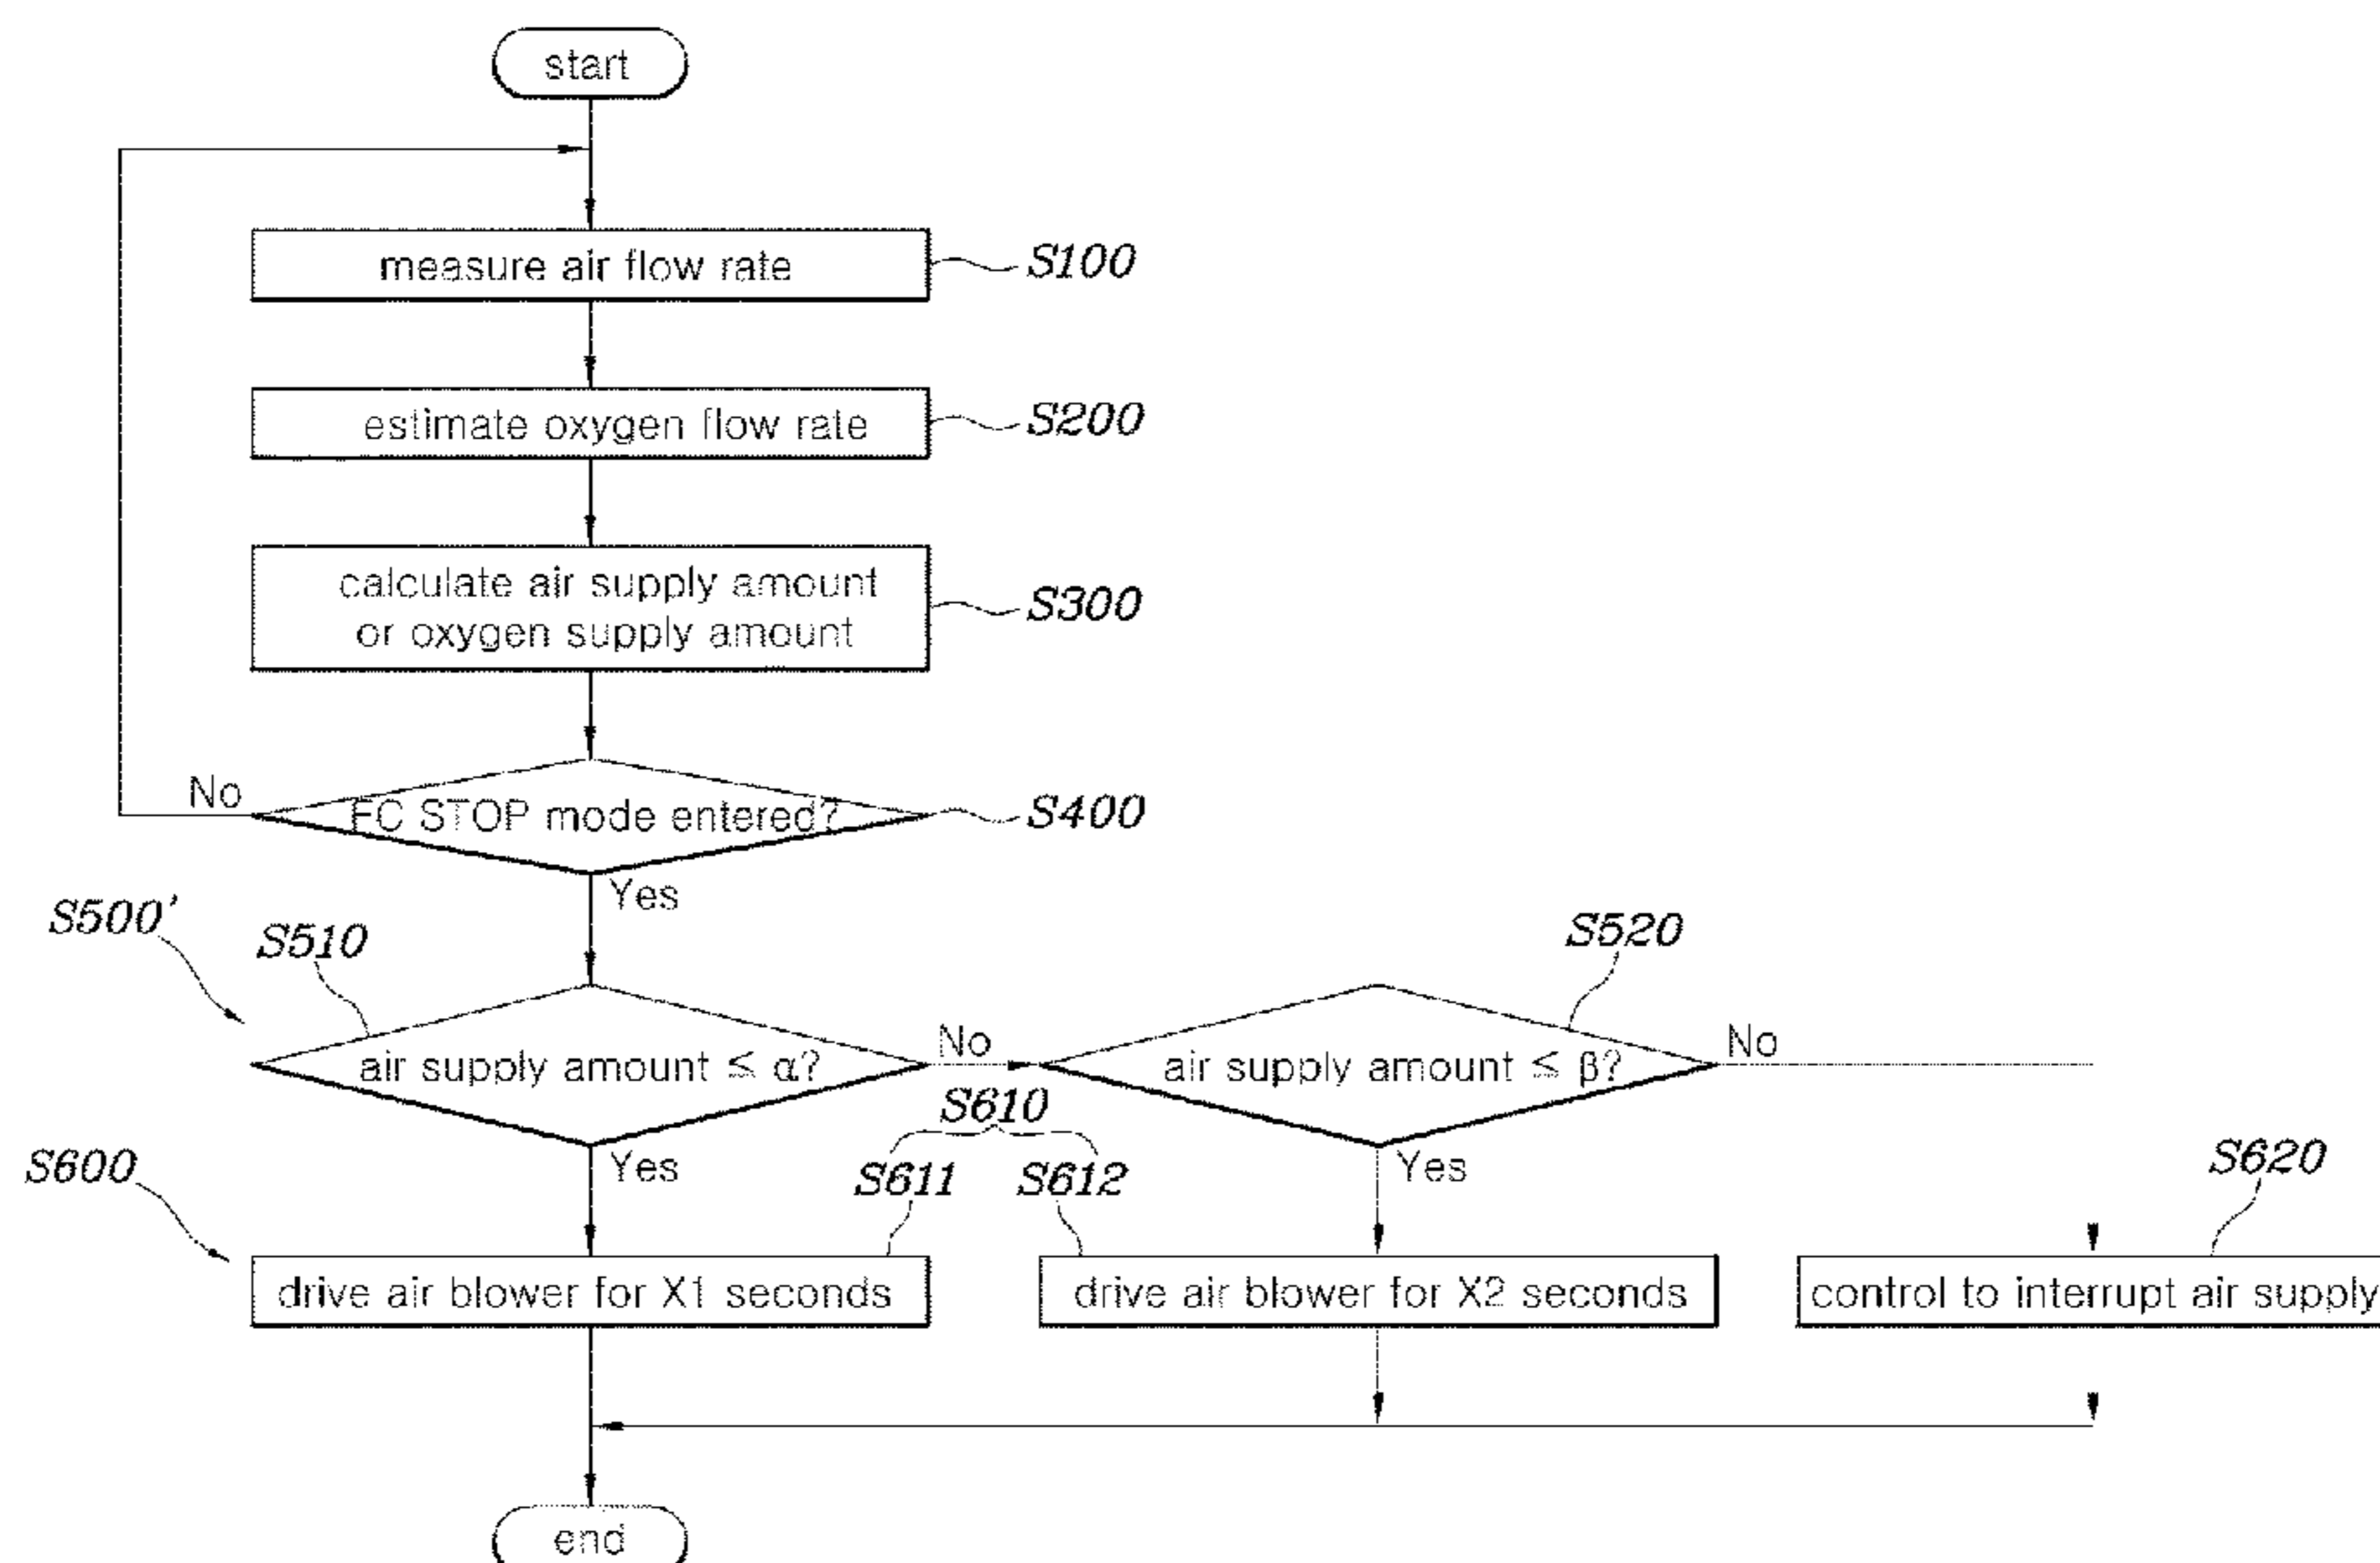 start
measure air flow rate
S100
estimate oxygen flow rate
S200
calculate air supply amount
or oxygen supply amount
S300
No
FC STOP mode entered?
S400
Yes
S500'
S510
S520
air supply amount ≤ α?
No
air supply amount ≤ β?
No
S610
S600
Yes
S611
S612
Yes
S620
drive air blower for X1 seconds
drive air blower for X2 seconds
control to interrupt air supply
end